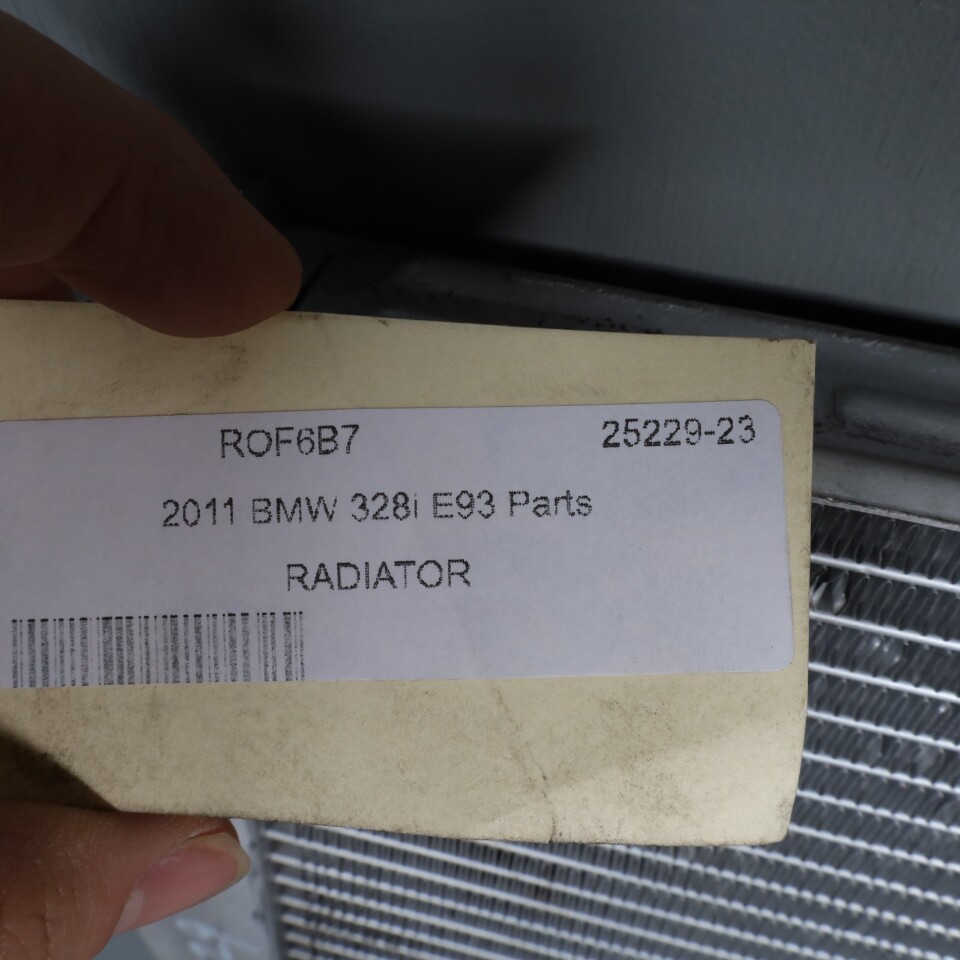 ROF6B7 25229-23
2011 BMW 328i E93 Parts
RADIATOR